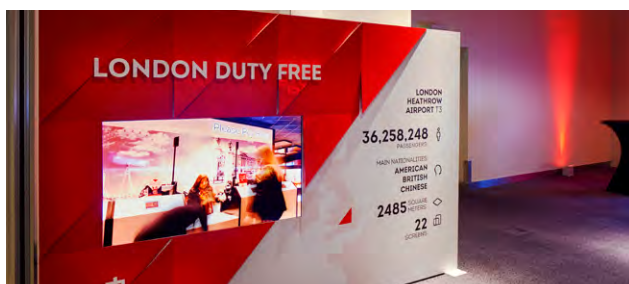 LONDON DUTY FREE
LONDON
HEATHROW
AIRPORT T3
36,258,248
PASSENGERS
MAIN NATIONALITIES
AMERICAN
BRITISH
CHINESE
2485 SQUARE
METERS
22
SCREENS